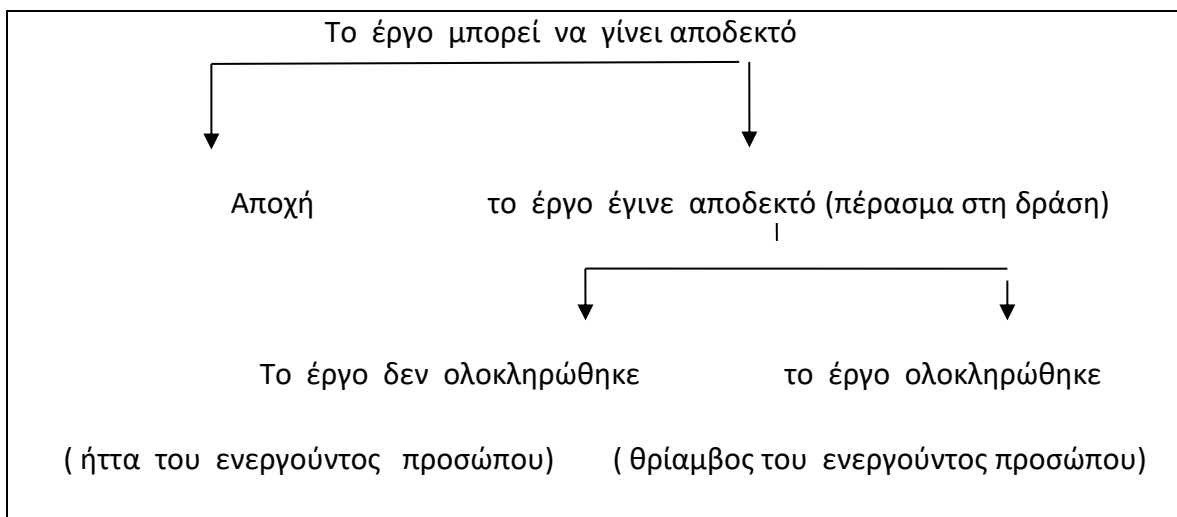 Το έργο μπορεί να γίνει αποδεκτό
Αποχή το έργο έγινε αποδεκτό (πέρασμα στη δράση)
Το έργο δεν ολοκληρώθηκε το έργο ολοκληρώθηκε
( ήττα του ενεργούντος προσώπου) ( θρίαμβος του ενεργούντος προσώπου)